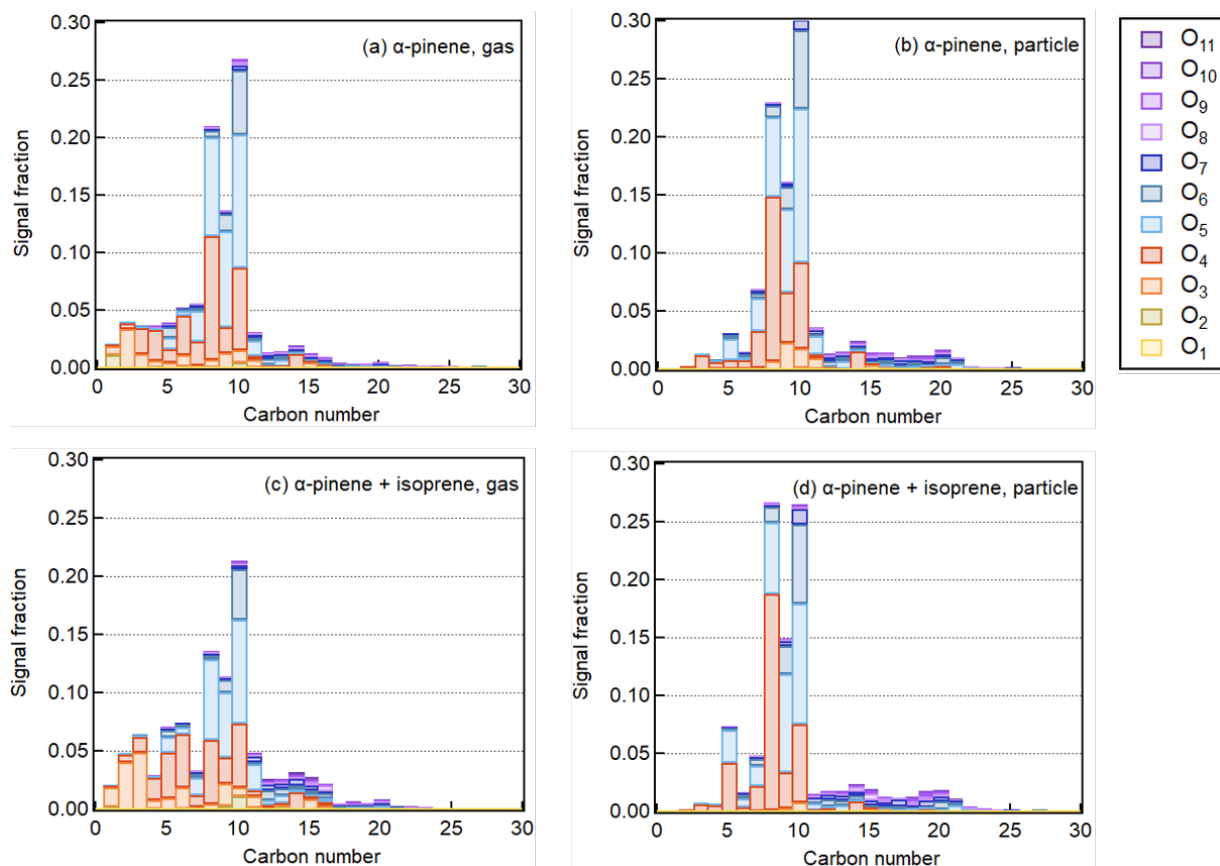 0.30
0.25
0.20
0.15
0.10
0.05
0.00
Signal fraction
(a) α-pinene, gas
0 5 10 15 20 25 30
Carbon number
0.30
0.25
0.20
0.15
0.10
0.05
0.00
Signal fraction
(b) α-pinene, particle
0 5 10 15 20 25 30
Carbon number
O₁₁
O₁₀
O₉
O₈
O₇
O₆
O₅
O₄
O₃
O₂
O₁
0.30
0.25
0.20
0.15
0.10
0.05
0.00
Signal fraction
(c) α-pinene + isoprene, gas
0 5 10 15 20 25 30
Carbon number
0.30
0.25
0.20
0.15
0.10
0.05
0.00
Signal fraction
(d) α-pinene + isoprene, particle
0 5 10 15 20 25 30
Carbon number